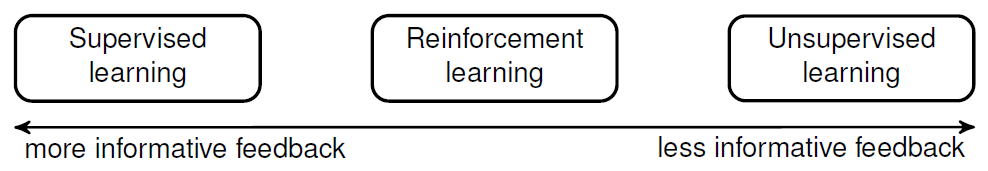 Supervised
learning
Reinforcement
learning
Unsupervised
learning
more informative feedback
less informative feedback